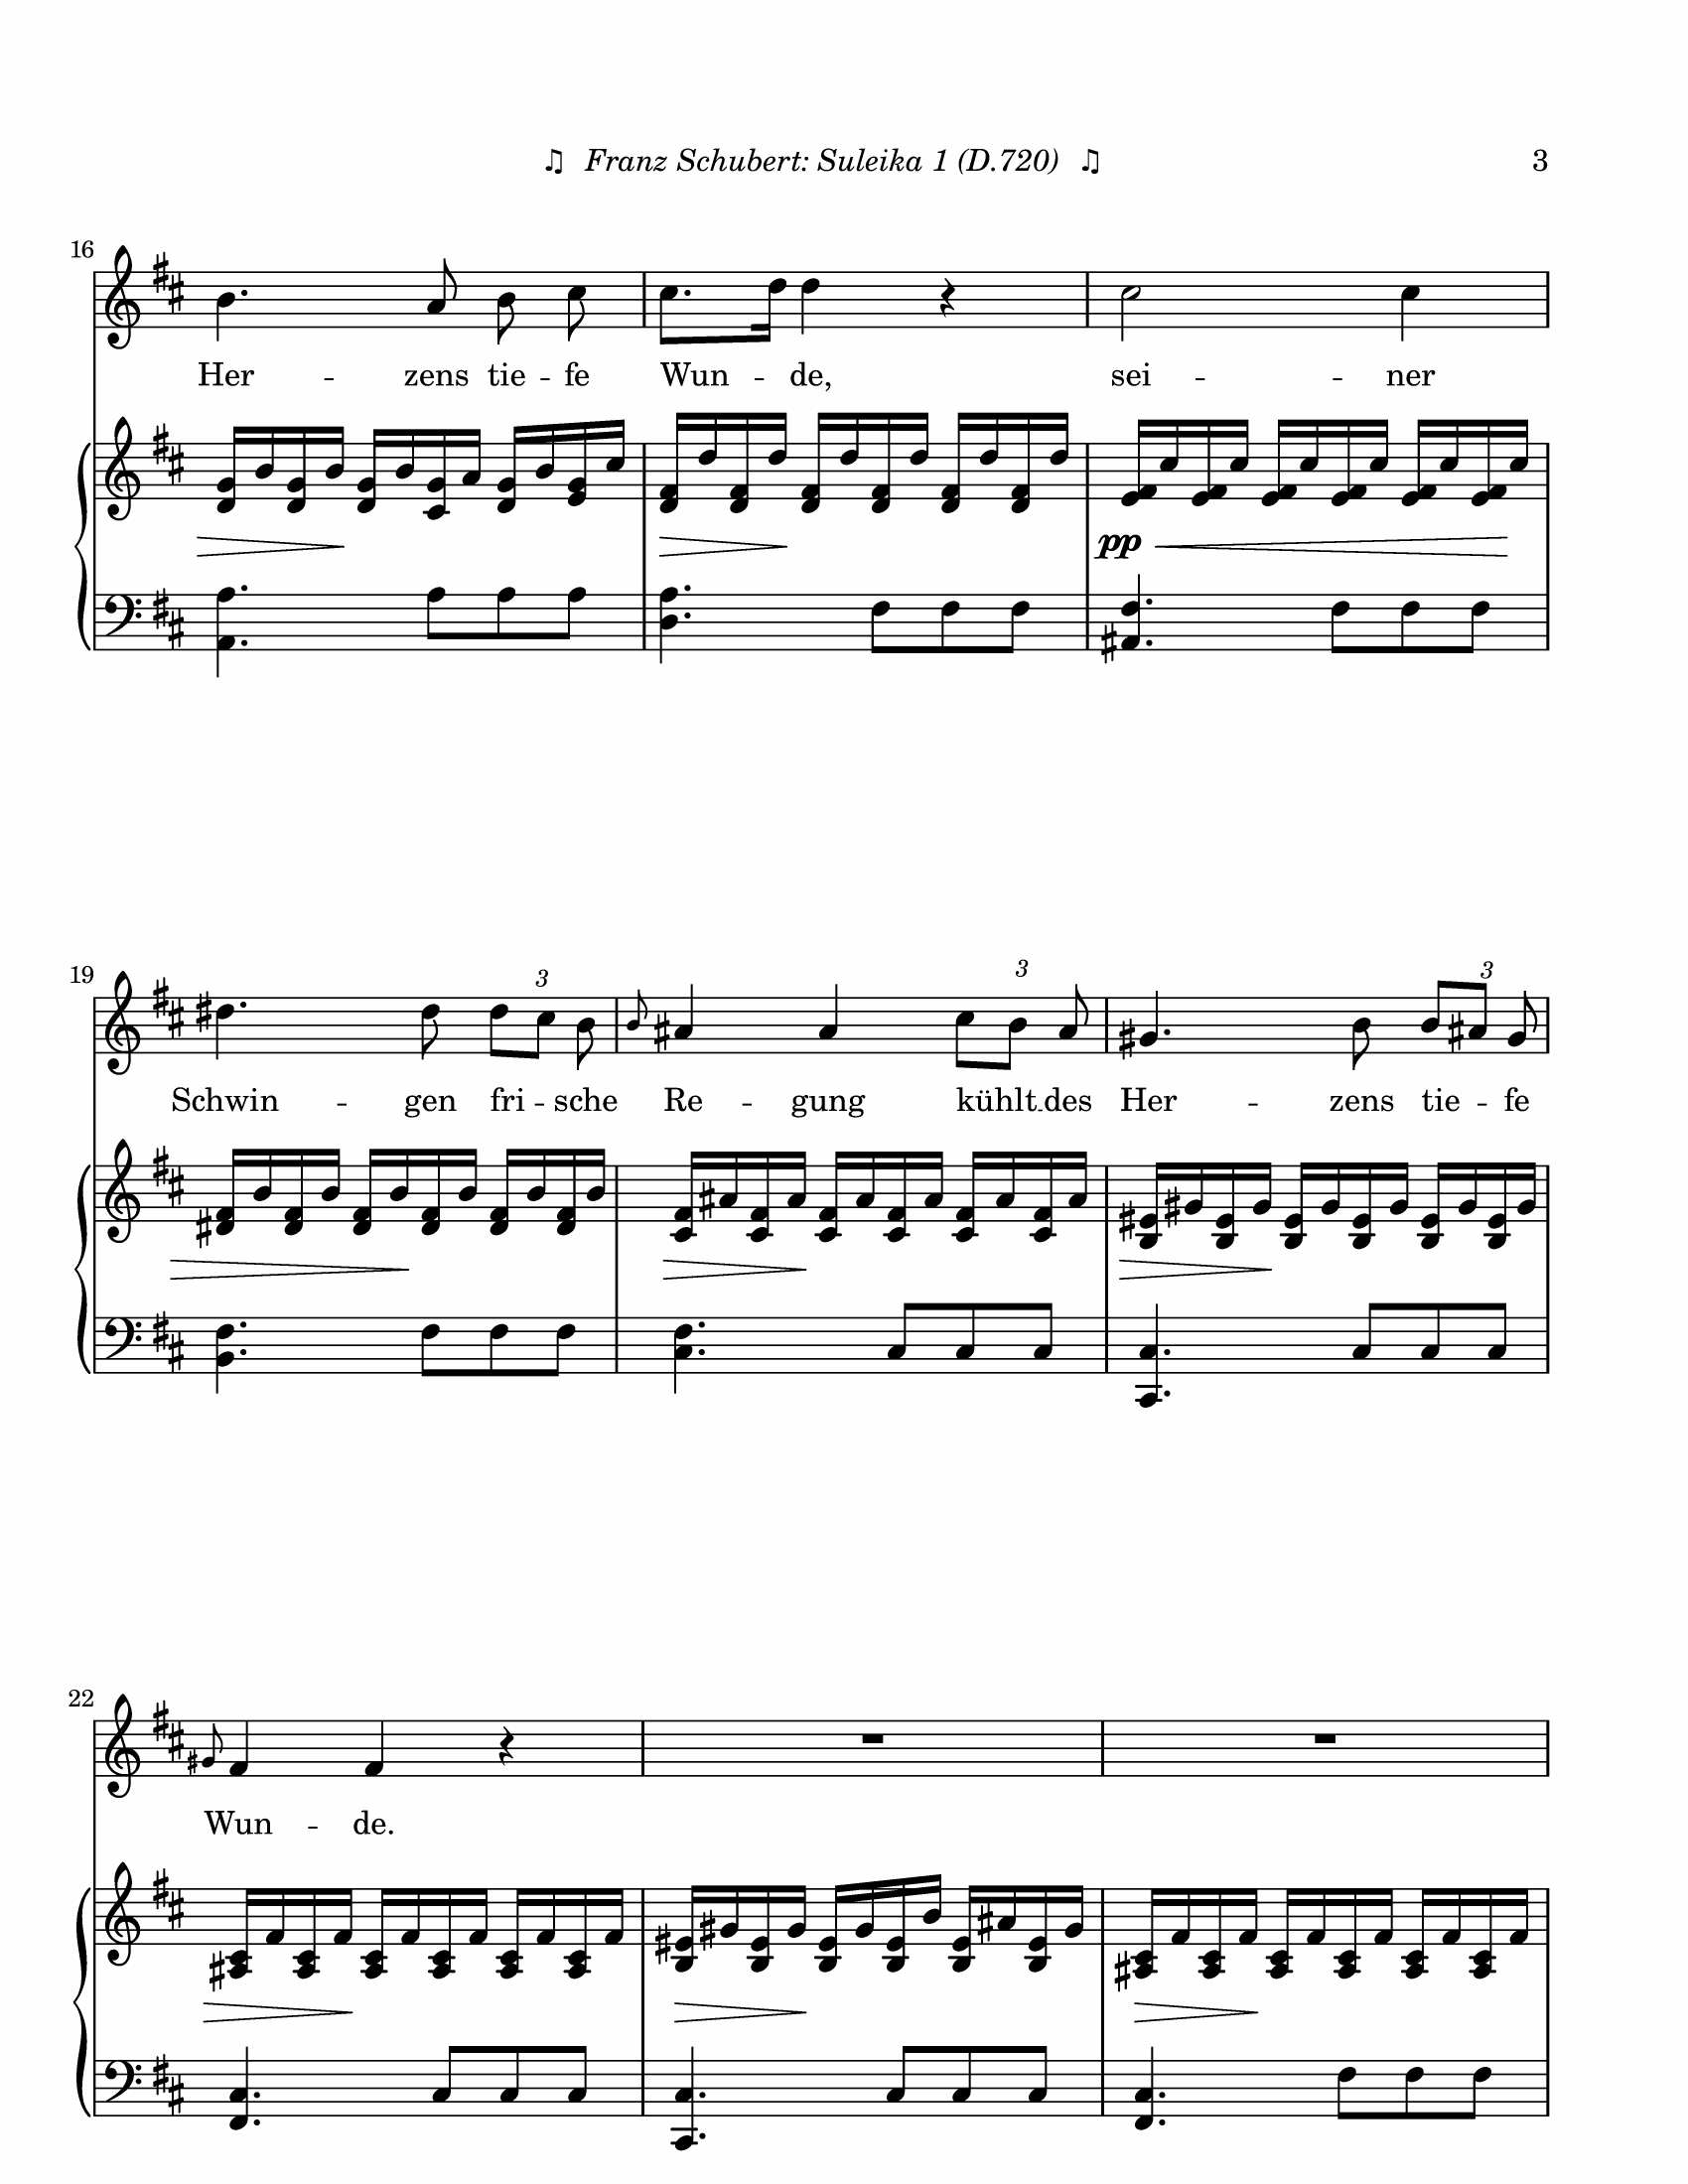 ♫ Franz Schubert: Suleika 1 (D.720) ♫ 3
16
Her -- zens tie -- fe Wun -- de, sei -- ner
pp
19
3 3 3
Schwin -- gen fri -- sche Re -- gung kühlt __ des Her -- zens tie -- fe
22
Wun -- de.